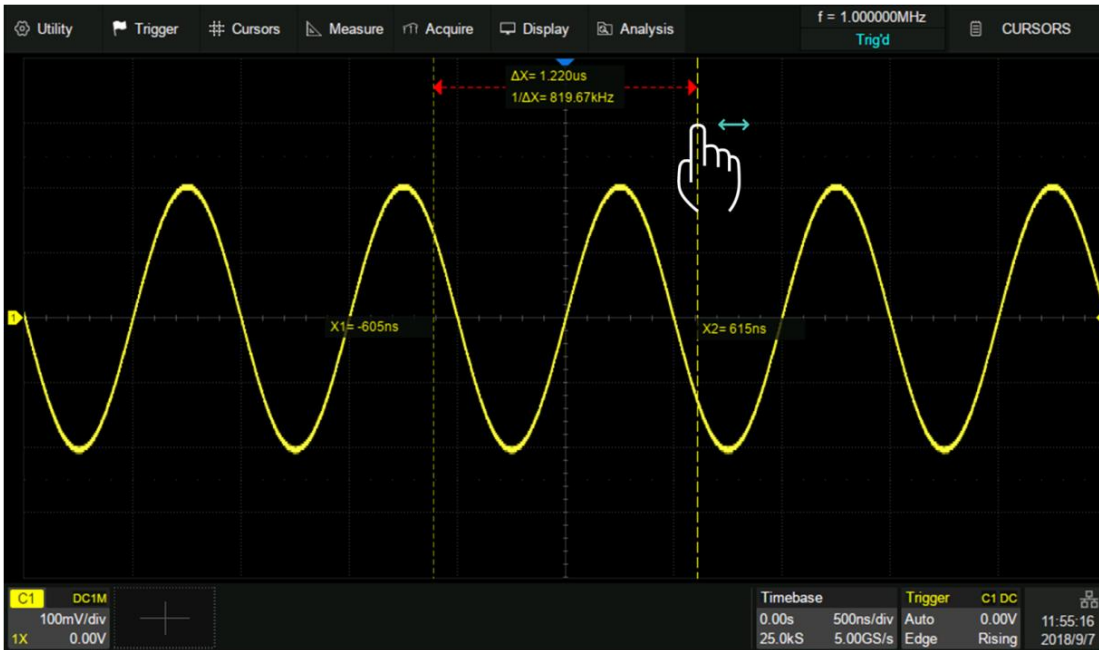 Utility Trigger Cursors Measure Acquire Display Analysis f = 1.000000MHz CURSORS
Trig'd
ΔX= 1.220us
1/ΔX= 819.67kHz
1 X1= -605ns X2= 615ns
C1 DC1M Timebase Trigger C1 DC
100mV/div 0.00s 500ns/div Auto 0.00V 11:55:16
1X 0.00V 25.0kS 5.00GS/s Edge Rising 2018/9/7